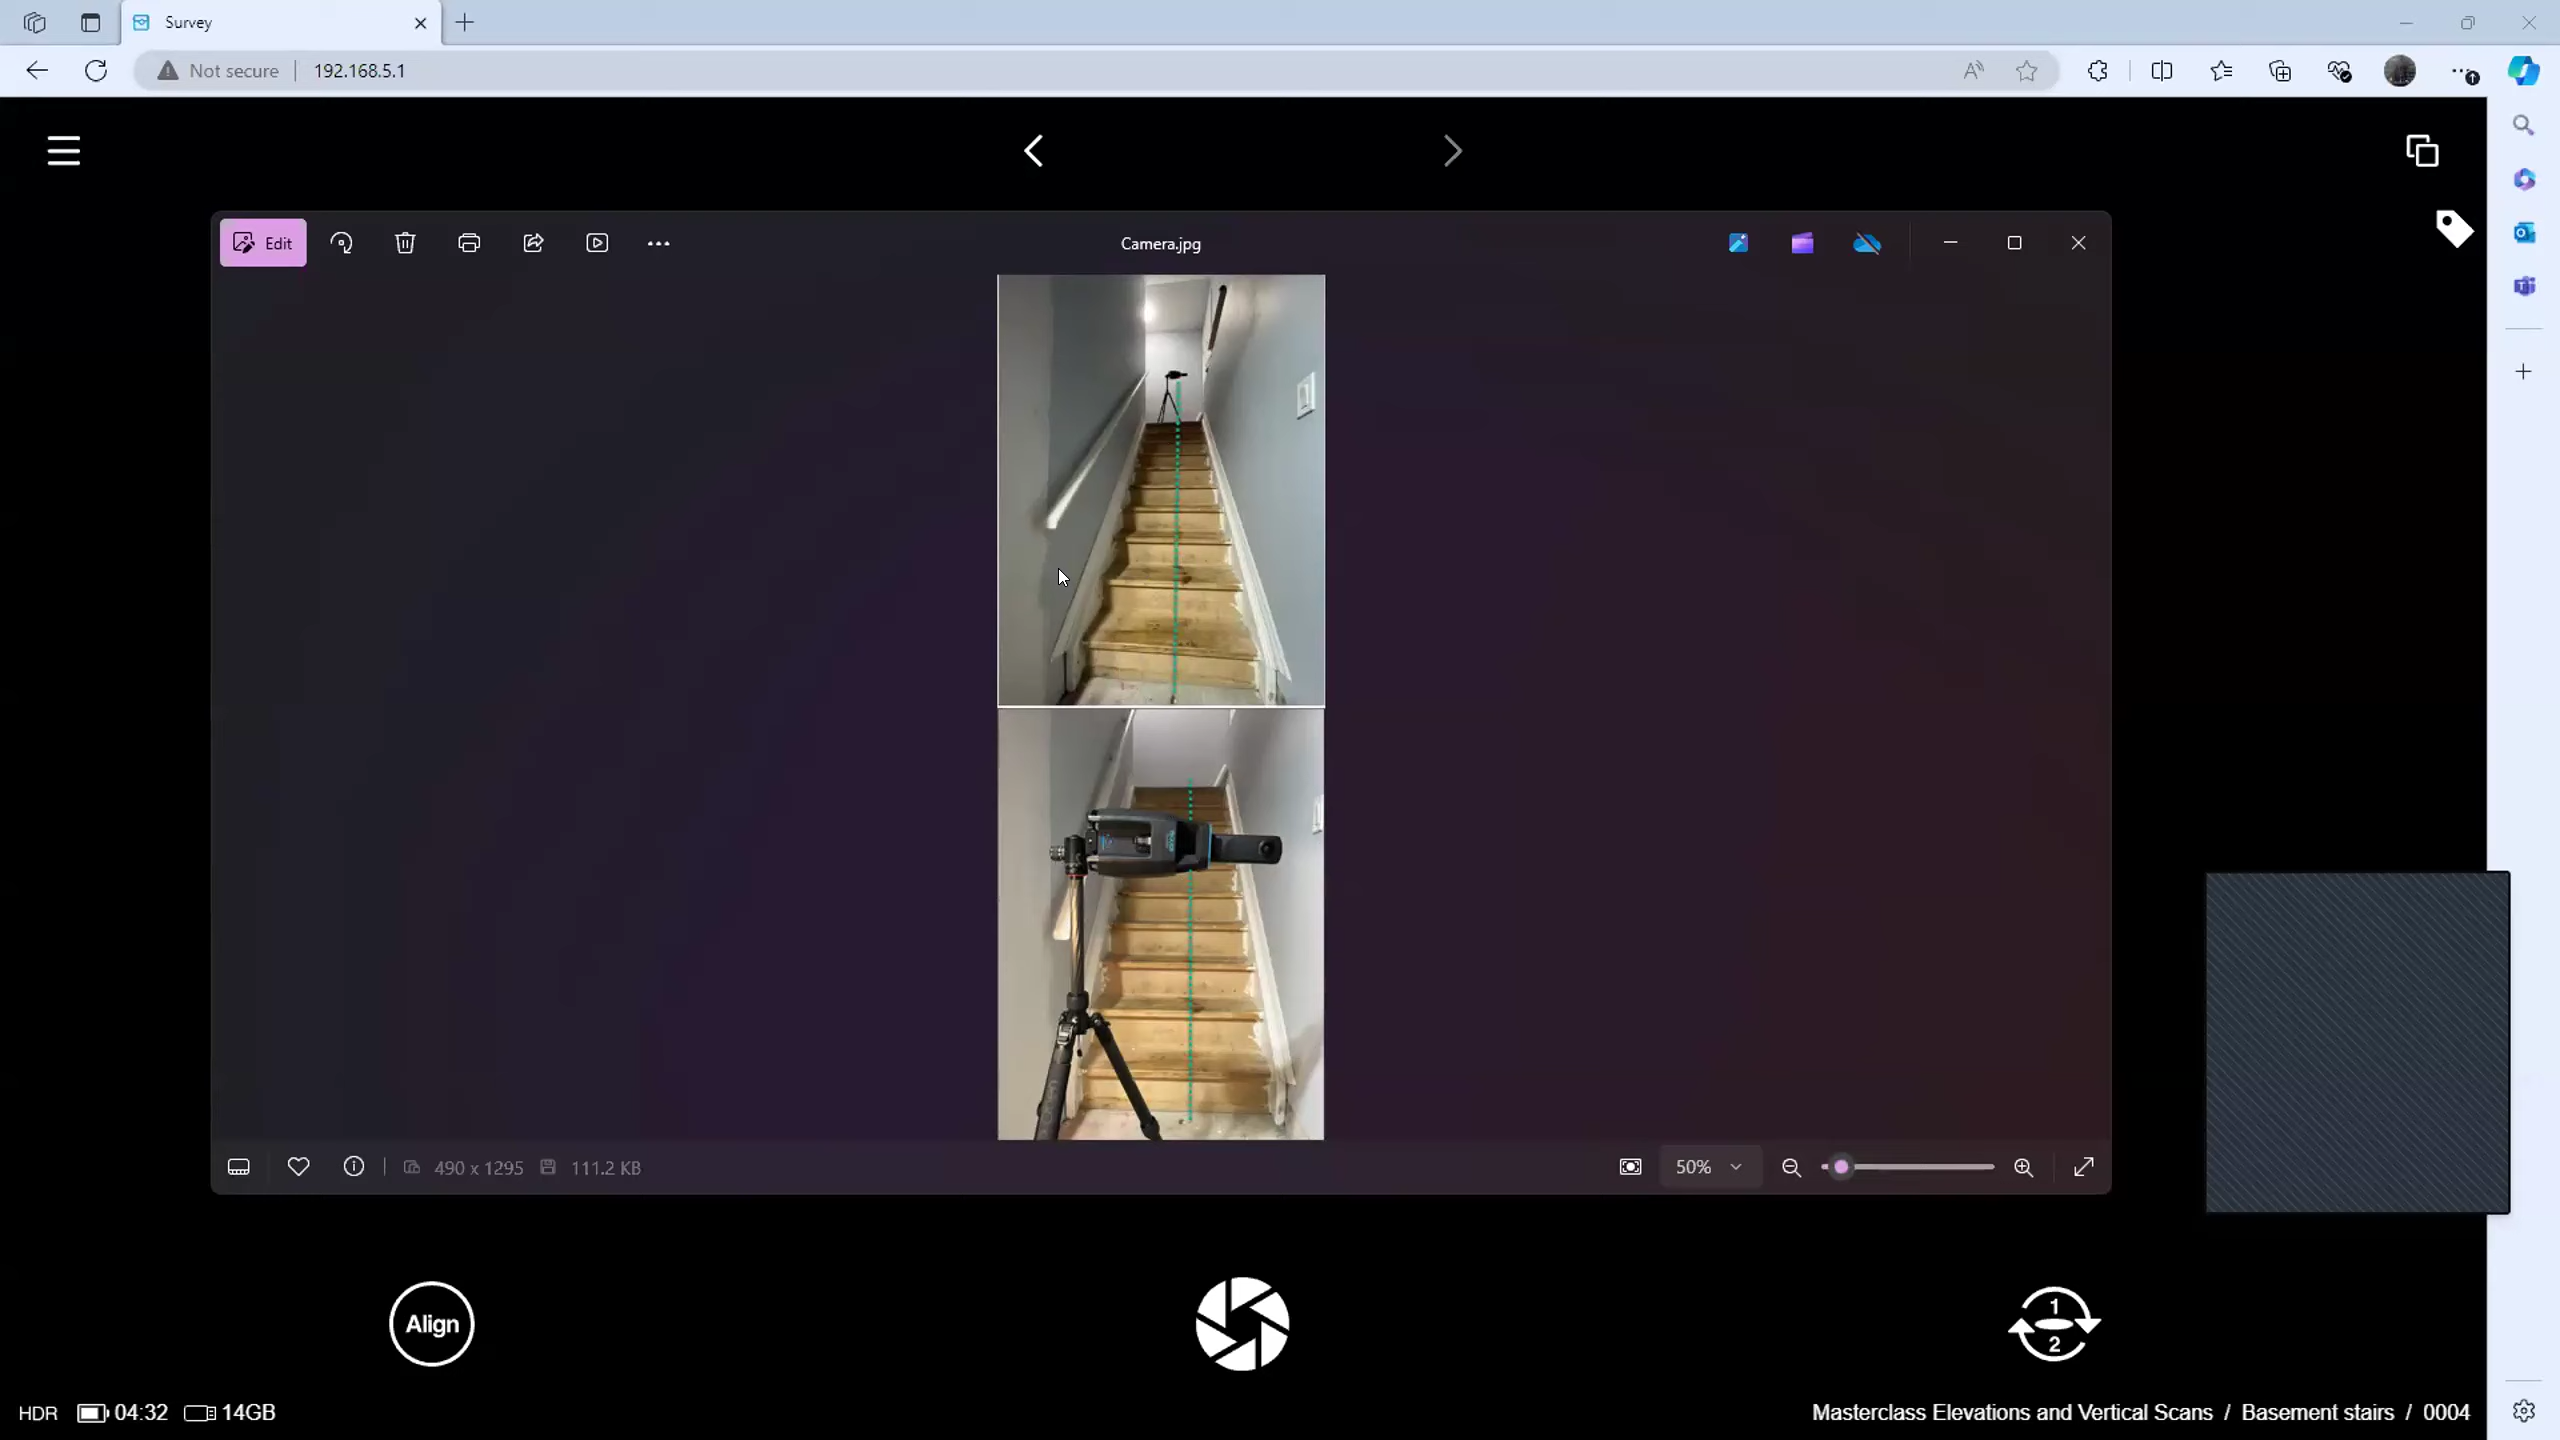 Survey
Not secure
192.168.5.1
Edit
Camera.jpg
490 x 1295
111.2 KB
50%
Align
1
2
HDR
04:32
14GB
Masterclass Elevations and Vertical Scans / Basement stairs / 0004